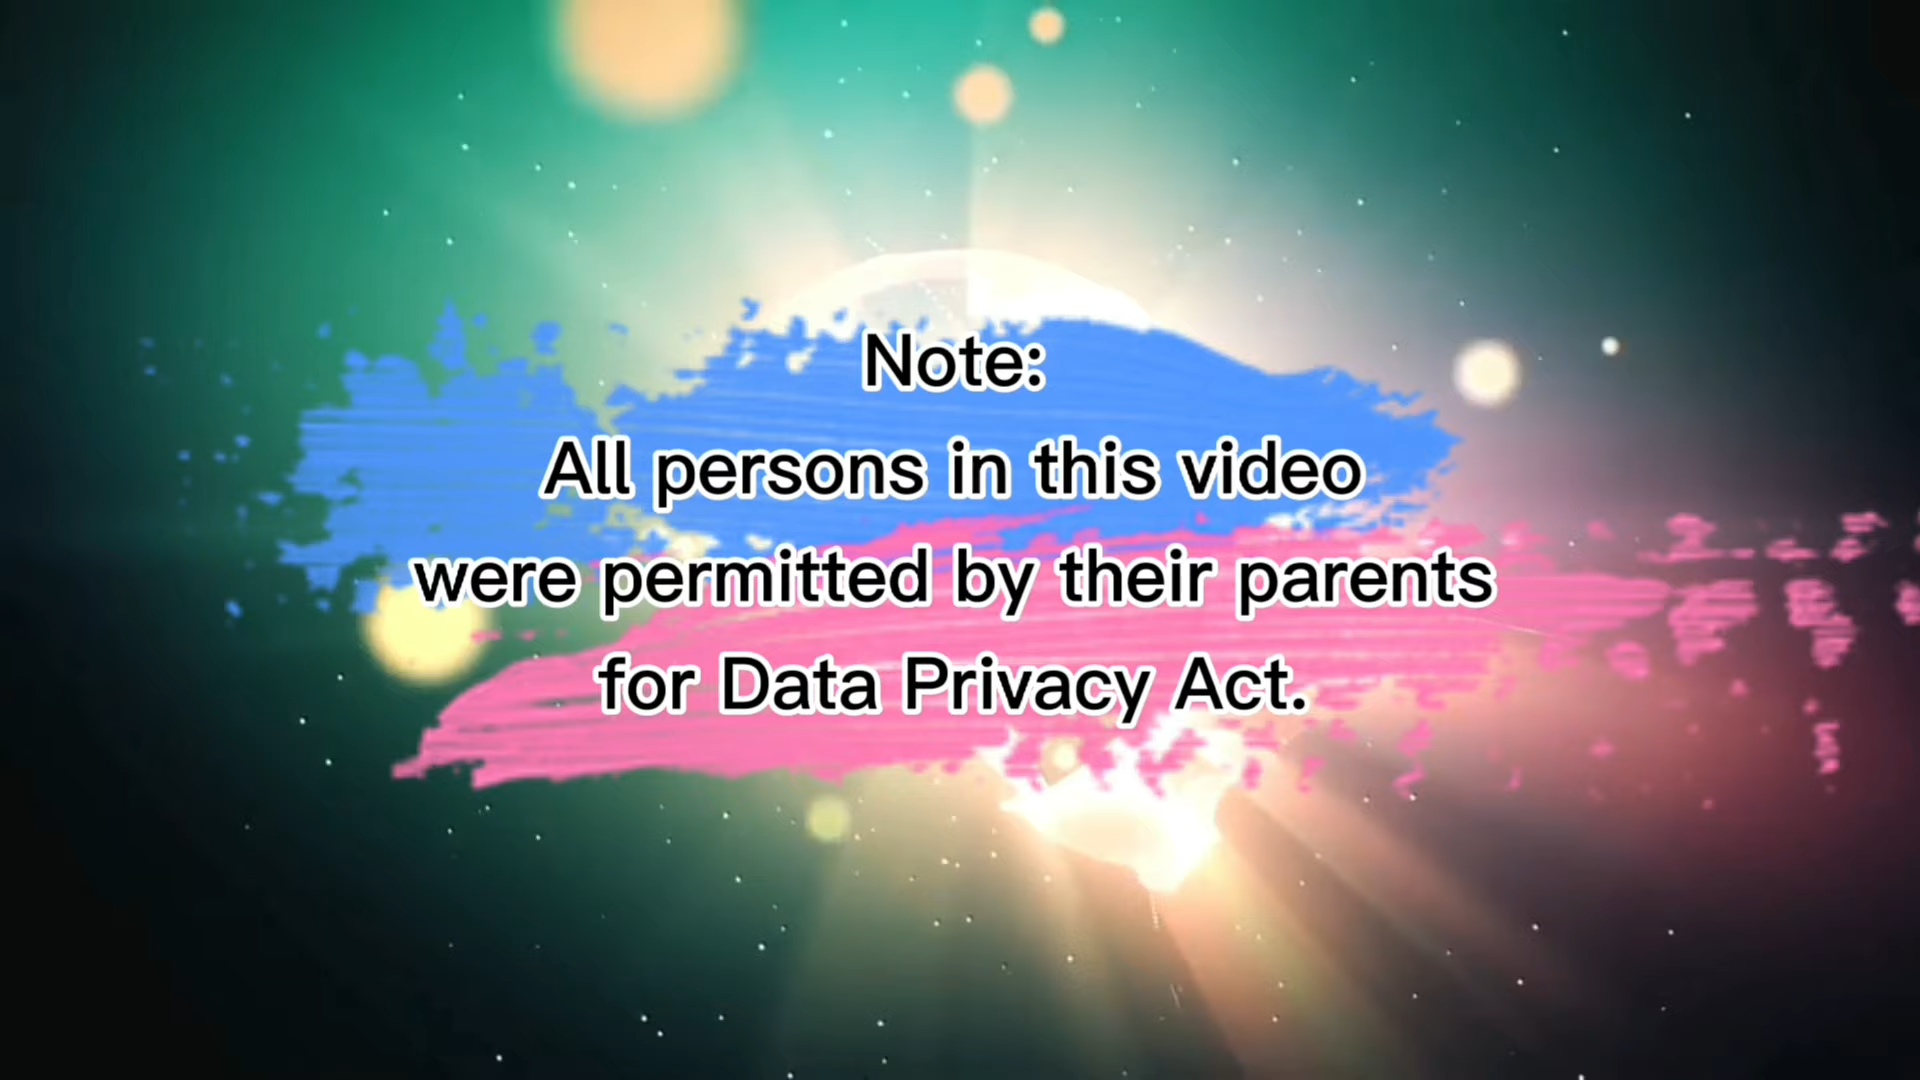 Note:
All persons in this video
were permitted by their parents
for Data Privacy Act.